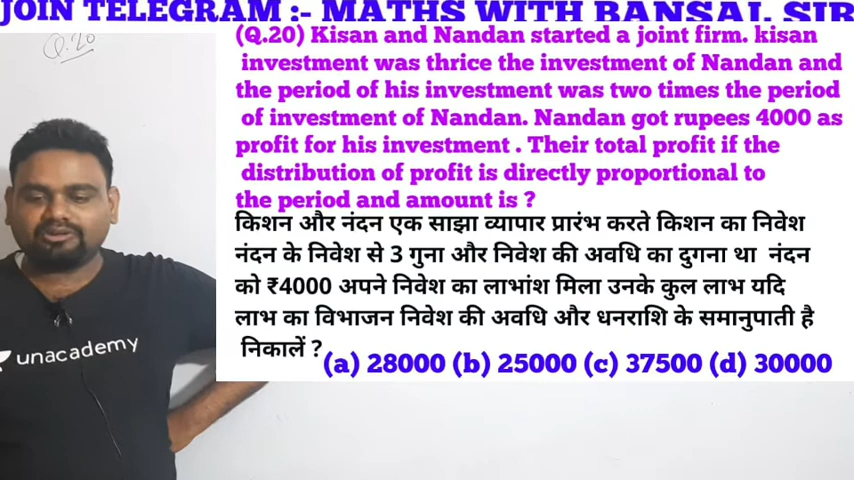 JOIN TELEGRAM :- MATHS WITH BANSAL SIR
Q.20
(Q.20) Kisan and Nandan started a joint firm. kisan
investment was thrice the investment of Nandan and
the period of his investment was two times the period
of investment of Nandan. Nandan got rupees 4000 as
profit for his investment . Their total profit if the
distribution of profit is directly proportional to
the period and amount is ?
किशन और नंदन एक साझा व्यापार प्रारंभ करते किशन का निवेश
नंदन के निवेश से 3 गुना और निवेश की अवधि का दुगना था नंदन
को ₹4000 अपने निवेश का लाभांश मिला उनके कुल लाभ यदि
लाभ का विभाजन निवेश की अवधि और धनराशि के समानुपाती है
निकालें ?
(a) 28000 (b) 25000 (c) 37500 (d) 30000
unacademy